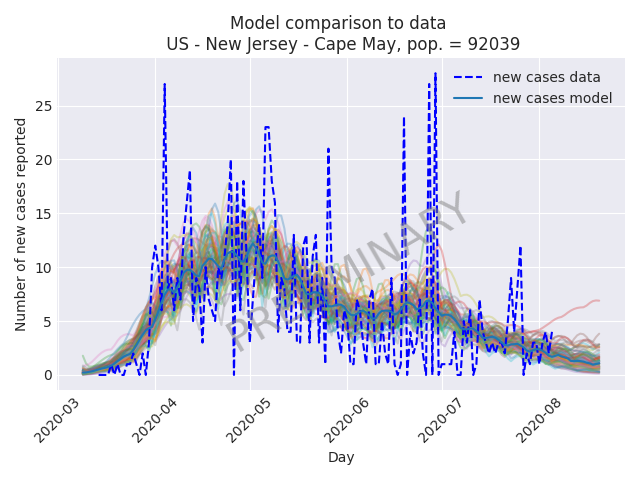 Model comparison to data
US - New Jersey - Cape May, pop. = 92039
new cases data
new cases model
Number of new cases reported
25
20
15
10
5
0
PRELIMINARY
2020-03
2020-04
2020-05
2020-06
2020-07
2020-08
Day